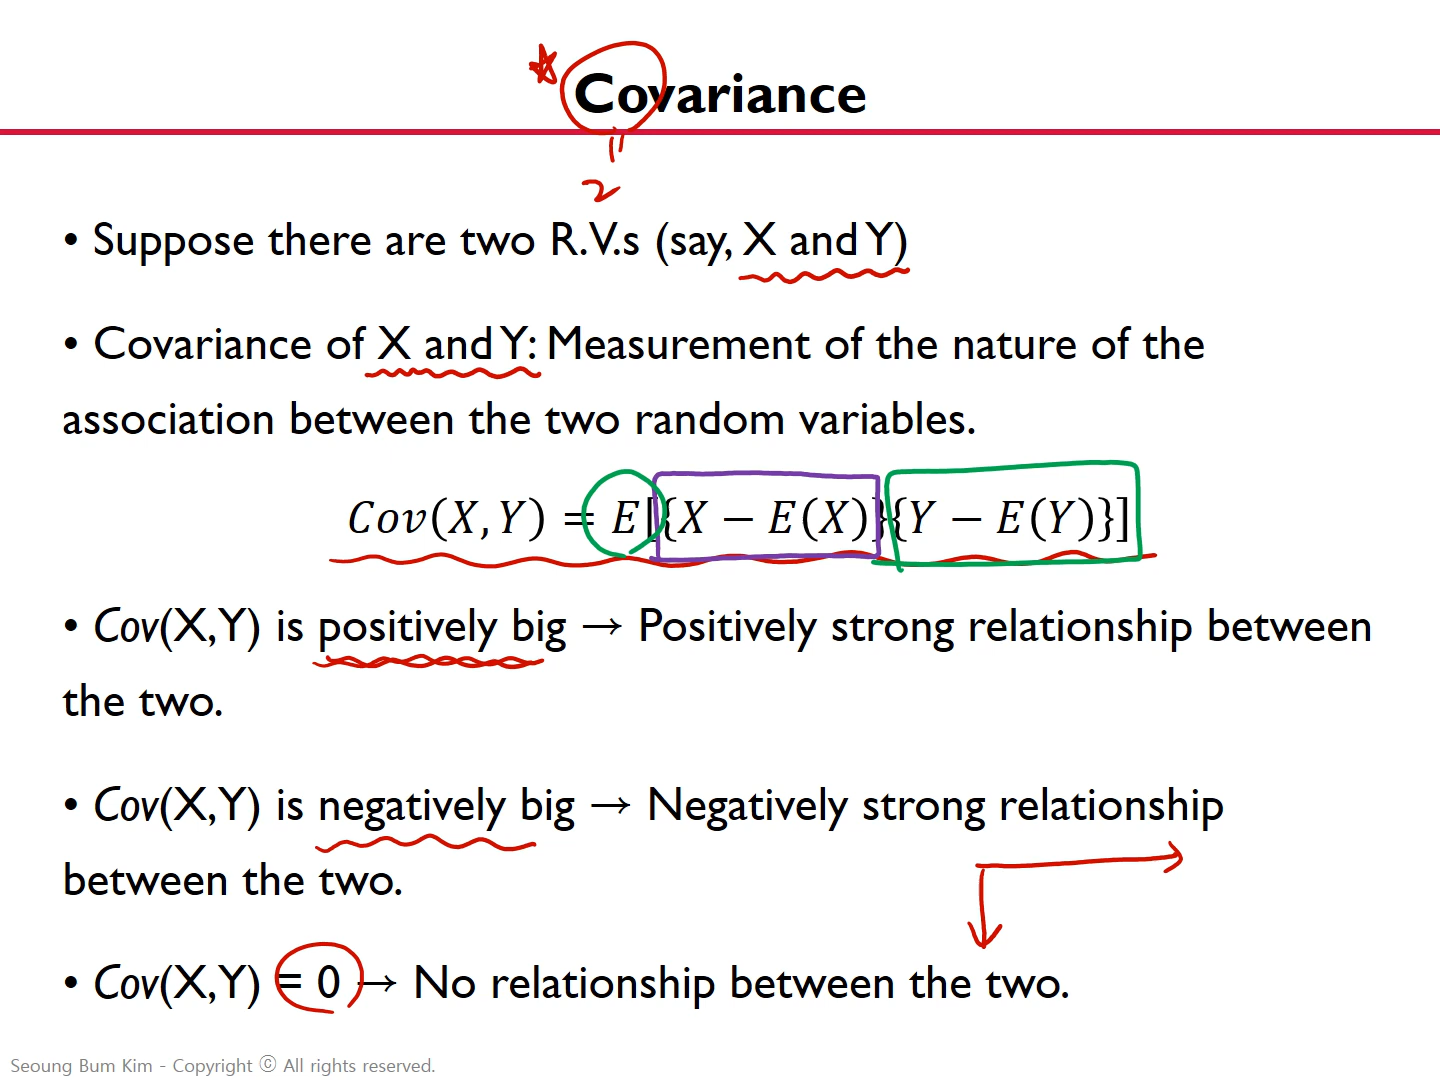 Covariance
2
• Suppose there are two R.V.s (say, X and Y)
• Covariance of X and Y: Measurement of the nature of the
association between the two random variables.
Cov(X,Y) = E[{X − E(X)}{Y − E(Y)}]
• Cov(X,Y) is positively big → Positively strong relationship between
the two.
• Cov(X,Y) is negatively big → Negatively strong relationship
between the two.
• Cov(X,Y) = 0 → No relationship between the two.
Seoung Bum Kim - Copyright ⓒ All rights reserved.